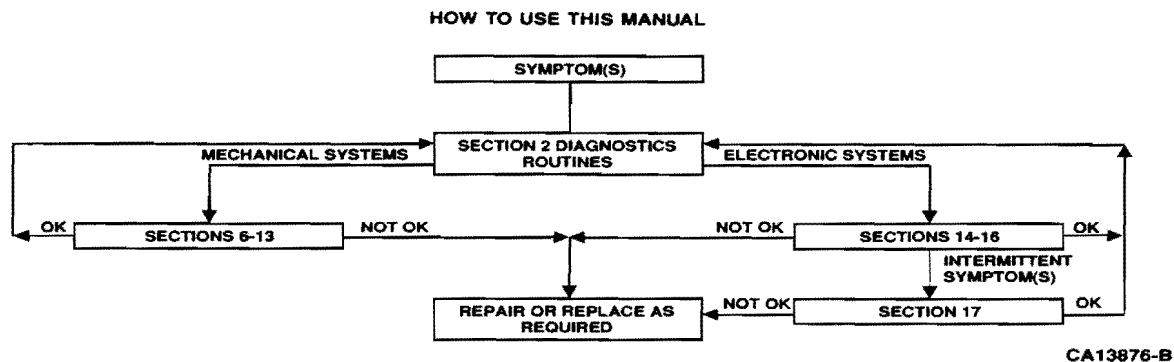 HOW TO USE THIS MANUAL
SYMPTOM(S)
SECTION 2 DIAGNOSTICS
ROUTINES
MECHANICAL SYSTEMS
ELECTRONIC SYSTEMS
OK
SECTIONS 6-13
NOT OK
NOT OK
SECTIONS 14-16
OK
INTERMITTENT
SYMPTOM(S)
REPAIR OR REPLACE AS
REQUIRED
NOT OK
SECTION 17
OK
CA13876-B